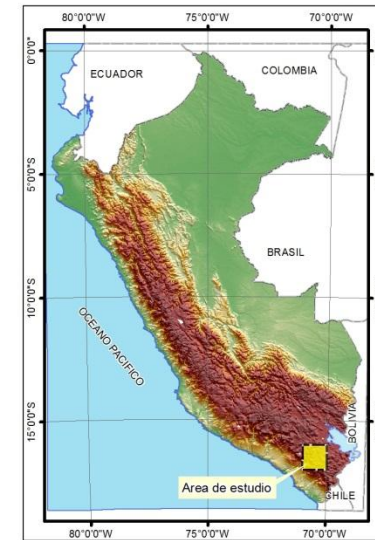 80°0'0"W 75°0'0"W 70°0'0"W
0°0'0"
ECUADOR
COLOMBIA
5°0'0"S
BRASIL
10°0'0"S
OCEANO PACIFICO
15°0'0"S
BOLIVIA
Area de estudio
CHILE
80°0'0"W 75°0'0"W 70°0'0"W